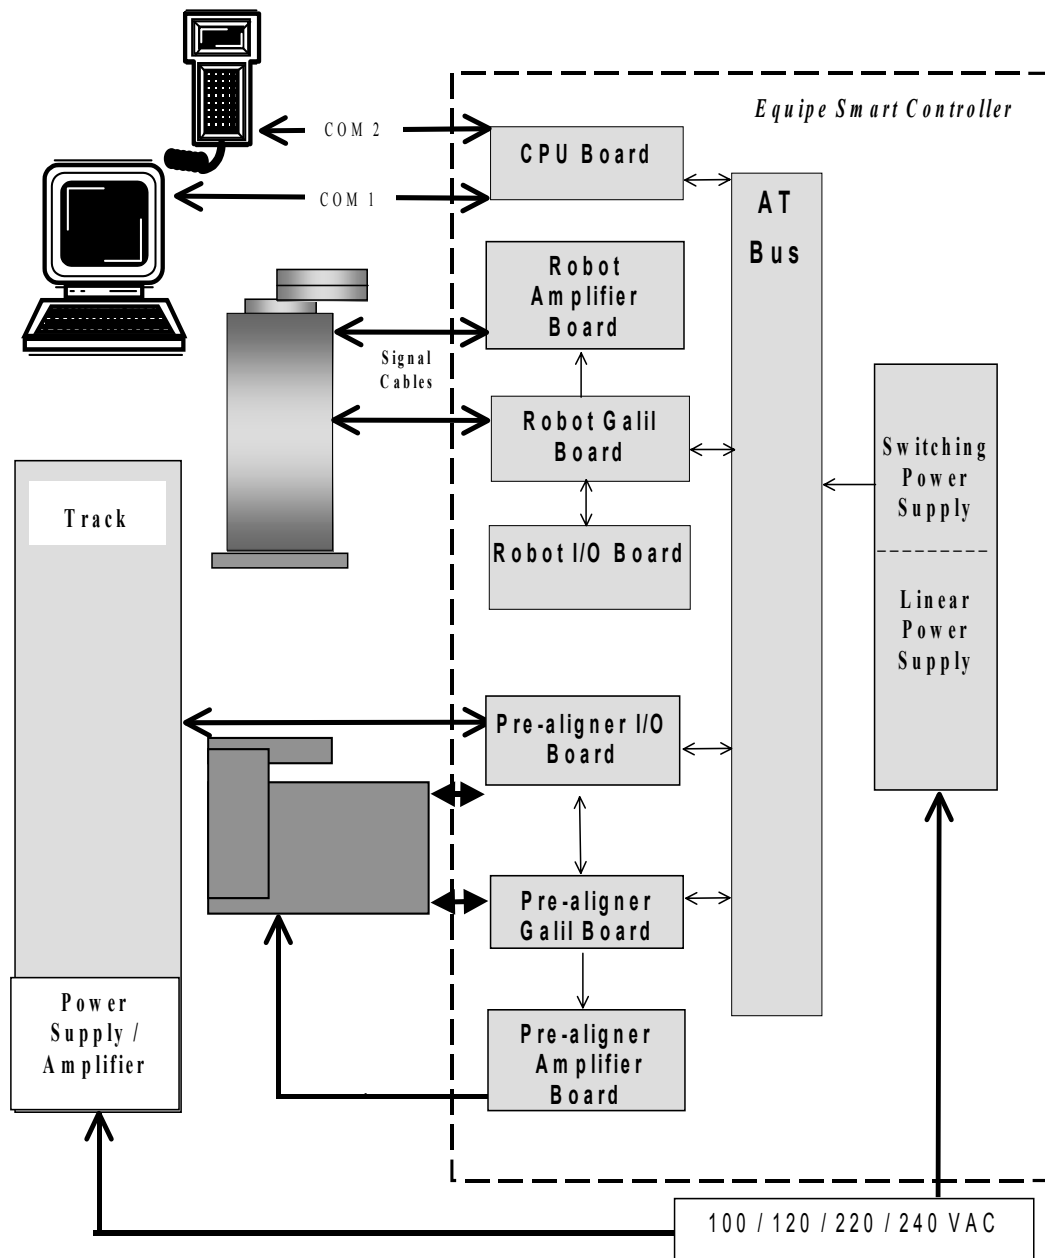 Equipe Smart Controller
COM 2
CPU Board
COM 1
AT
Bus
Robot
Amplifier
Board
Signal
Cables
Robot Galil
Board
Switching
Power
Supply
Track
Robot I/O Board
Linear
Power
Supply
Pre-aligner I/O
Board
Pre-aligner
Galil Board
Power
Supply /
Amplifier
Pre-aligner
Amplifier
Board
100 / 120 / 220 / 240 VAC